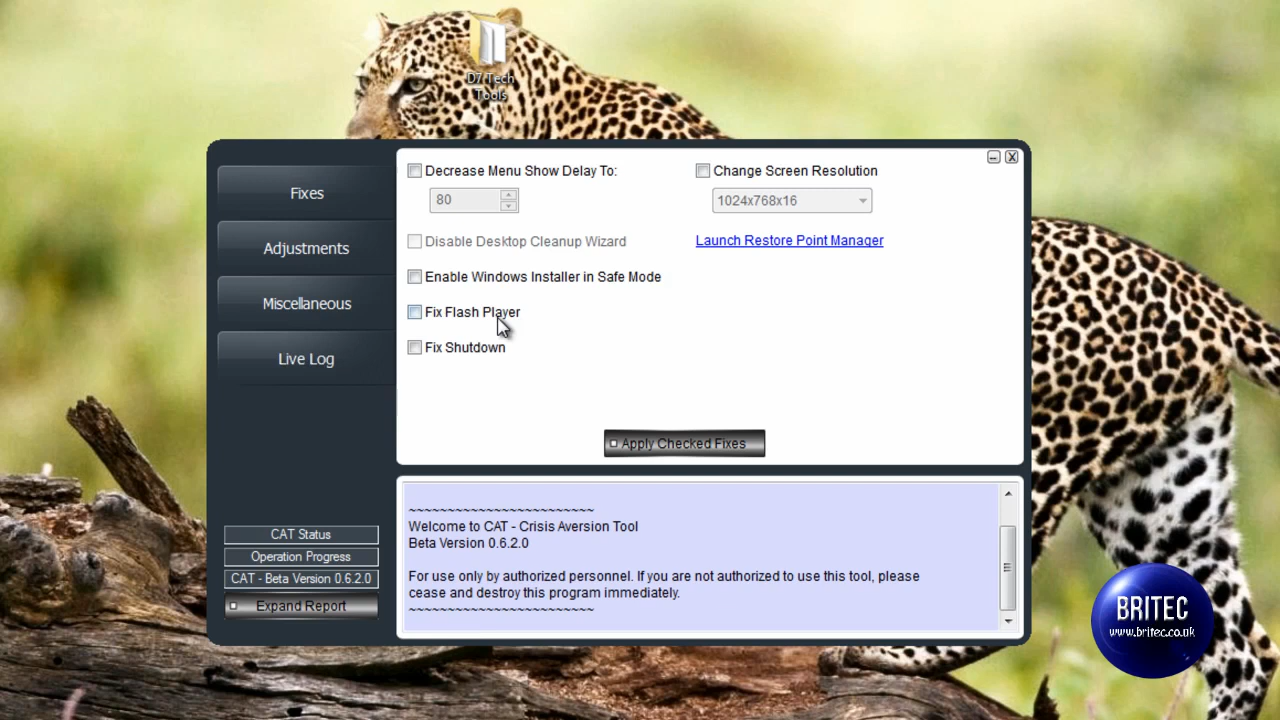 D7 Tech
Tools
Fixes
Adjustments
Miscellaneous
Live Log
Decrease Menu Show Delay To:
80
Disable Desktop Cleanup Wizard
Enable Windows Installer in Safe Mode
Fix Flash Player
Fix Shutdown
Change Screen Resolution
1024x768x16
Launch Restore Point Manager
Apply Checked Fixes
~~~~~~~~~~~~~~~~~~~~~~~~
Welcome to CAT - Crisis Aversion Tool
Beta Version 0.6.2.0
For use only by authorized personnel. If you are not authorized to use this tool, please
cease and destroy this program immediately.
~~~~~~~~~~~~~~~~~~~~~~~~
CAT Status
Operation Progress
CAT - Beta Version 0.6.2.0
Expand Report
BRITEC
www.britec.co.uk